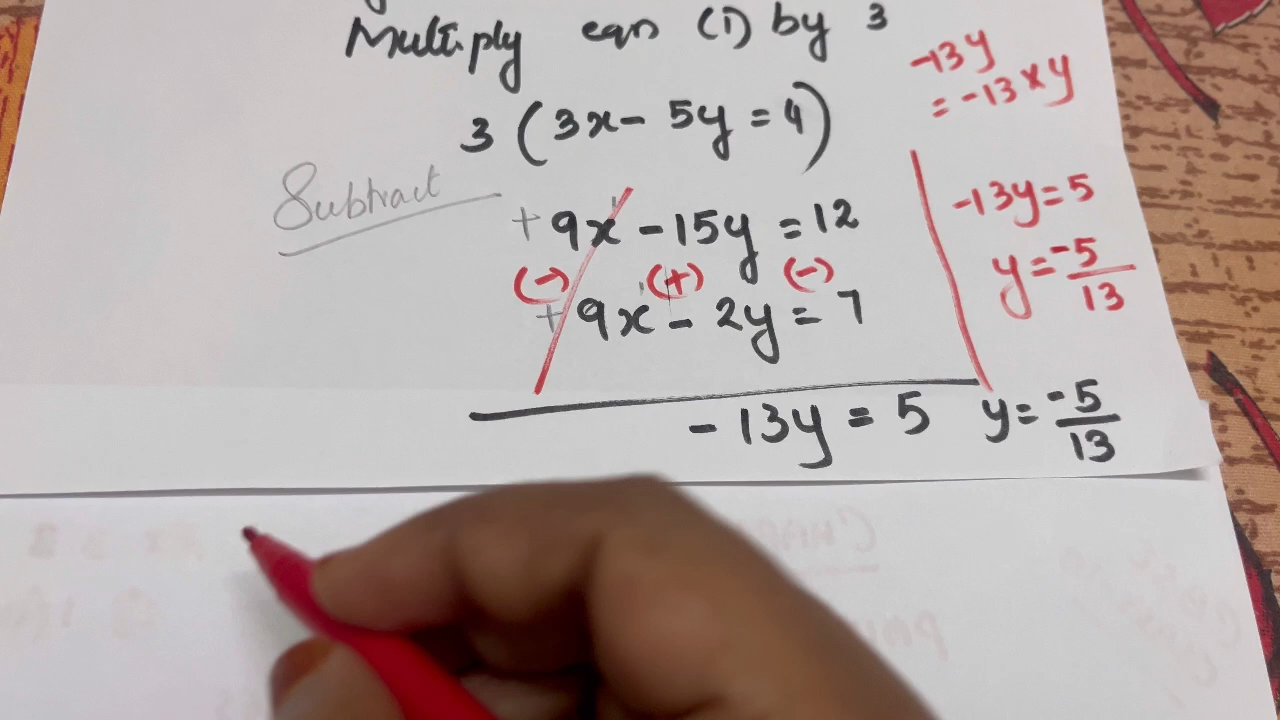 Multiply eqn (1) by 3
3 (3x - 5y = 4)
Subtract
+ 9x - 15y = 12
(-) (+) (-)
+ 9x - 2y = 7
- 13y = 5 y = -5/13
-13y
= -13 × y
-13y = 5
y = -5/13